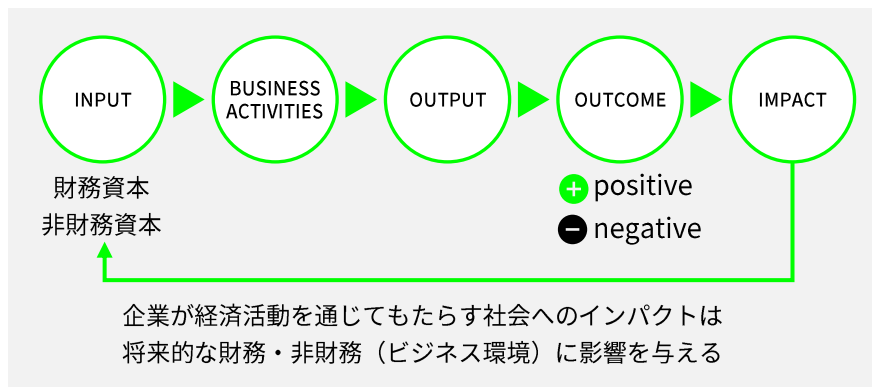 INPUT
BUSINESS
ACTIVITIES
OUTPUT
OUTCOME
IMPACT
財務資本
非財務資本
+ positive
− negative
企業が経済活動を通じてもたらす社会へのインパクトは
将来的な財務・非財務（ビジネス環境）に影響を与える